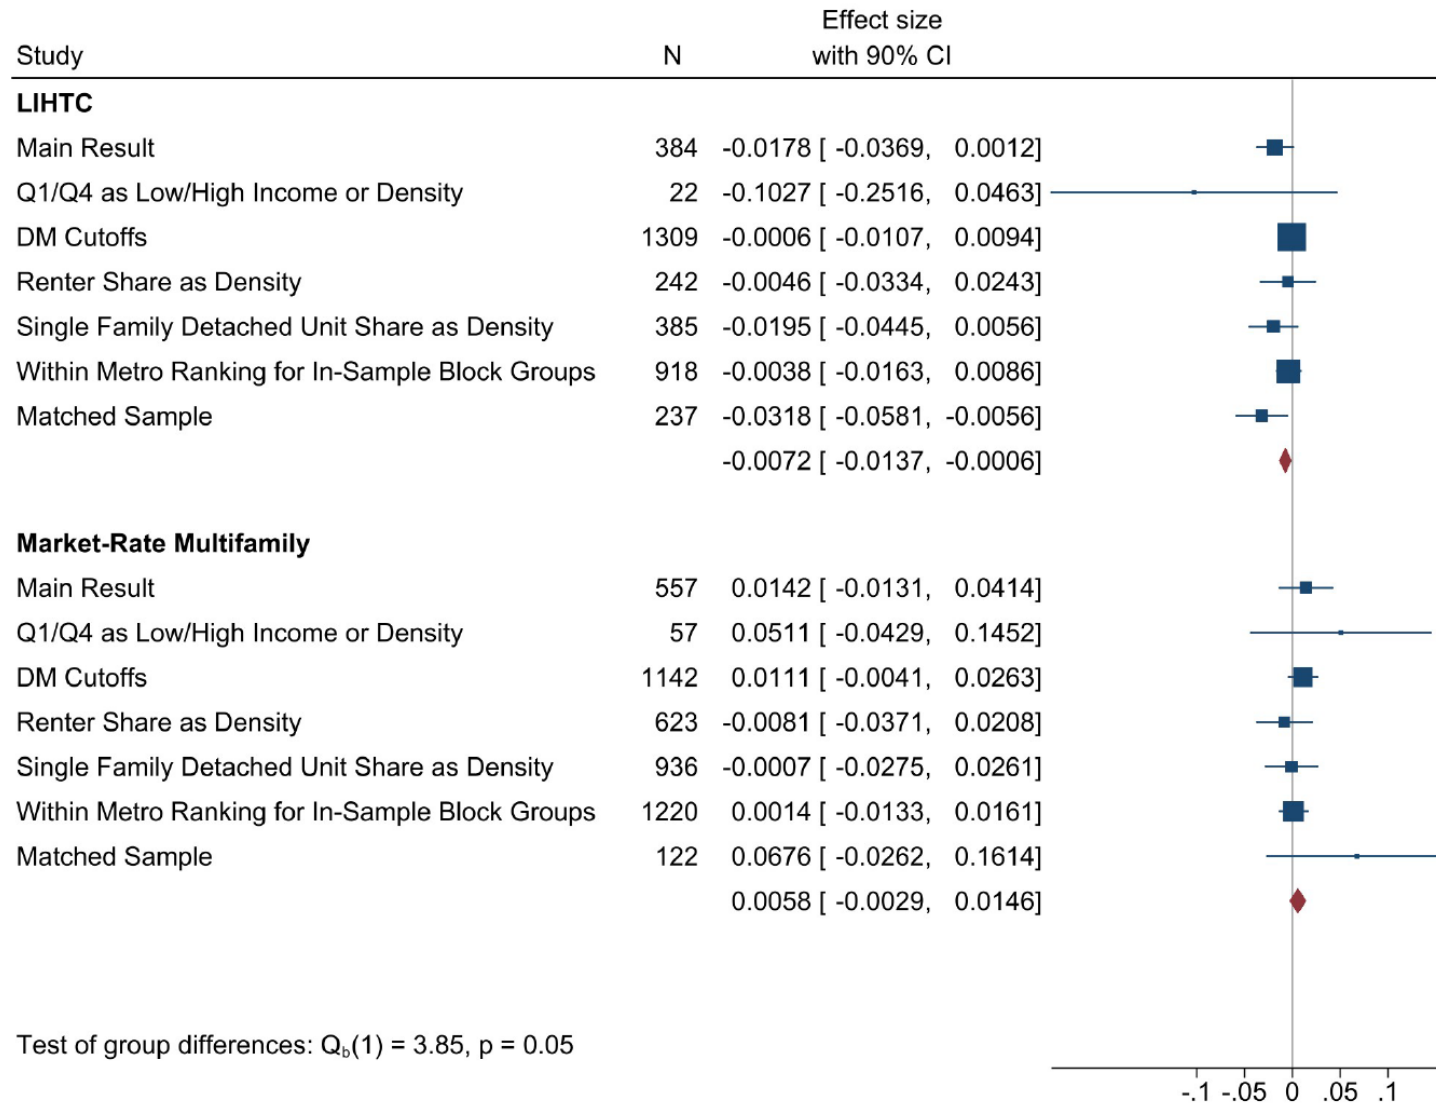 Effect size
Study N with 90% CI
LIHTC
Main Result 384 -0.0178 [ -0.0369, 0.0012]
Q1/Q4 as Low/High Income or Density 22 -0.1027 [ -0.2516, 0.0463]
DM Cutoffs 1309 -0.0006 [ -0.0107, 0.0094]
Renter Share as Density 242 -0.0046 [ -0.0334, 0.0243]
Single Family Detached Unit Share as Density 385 -0.0195 [ -0.0445, 0.0056]
Within Metro Ranking for In-Sample Block Groups 918 -0.0038 [ -0.0163, 0.0086]
Matched Sample 237 -0.0318 [ -0.0581, -0.0056]
-0.0072 [ -0.0137, -0.0006]
Market-Rate Multifamily
Main Result 557 0.0142 [ -0.0131, 0.0414]
Q1/Q4 as Low/High Income or Density 57 0.0511 [ -0.0429, 0.1452]
DM Cutoffs 1142 0.0111 [ -0.0041, 0.0263]
Renter Share as Density 623 -0.0081 [ -0.0371, 0.0208]
Single Family Detached Unit Share as Density 936 -0.0007 [ -0.0275, 0.0261]
Within Metro Ranking for In-Sample Block Groups 1220 0.0014 [ -0.0133, 0.0161]
Matched Sample 122 0.0676 [ -0.0262, 0.1614]
0.0058 [ -0.0029, 0.0146]
Test of group differences: Q_b(1) = 3.85, p = 0.05
-.1 -.05 0 .05 .1